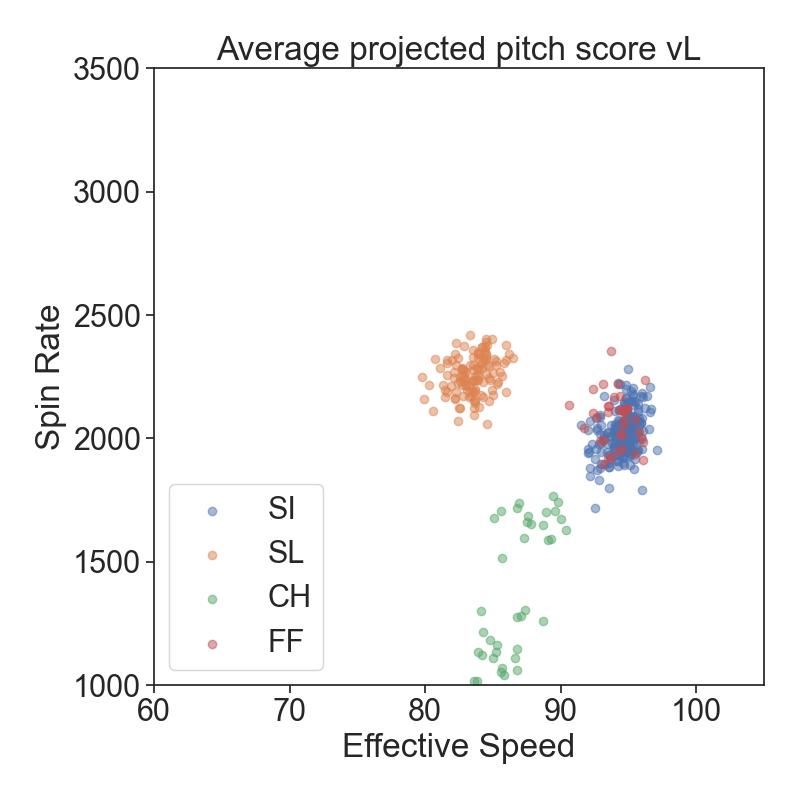 Average projected pitch score vL
3500
3000
2500
2000
1500
1000
Spin Rate
SI
SL
CH
FF
60 70 80 90 100
Effective Speed